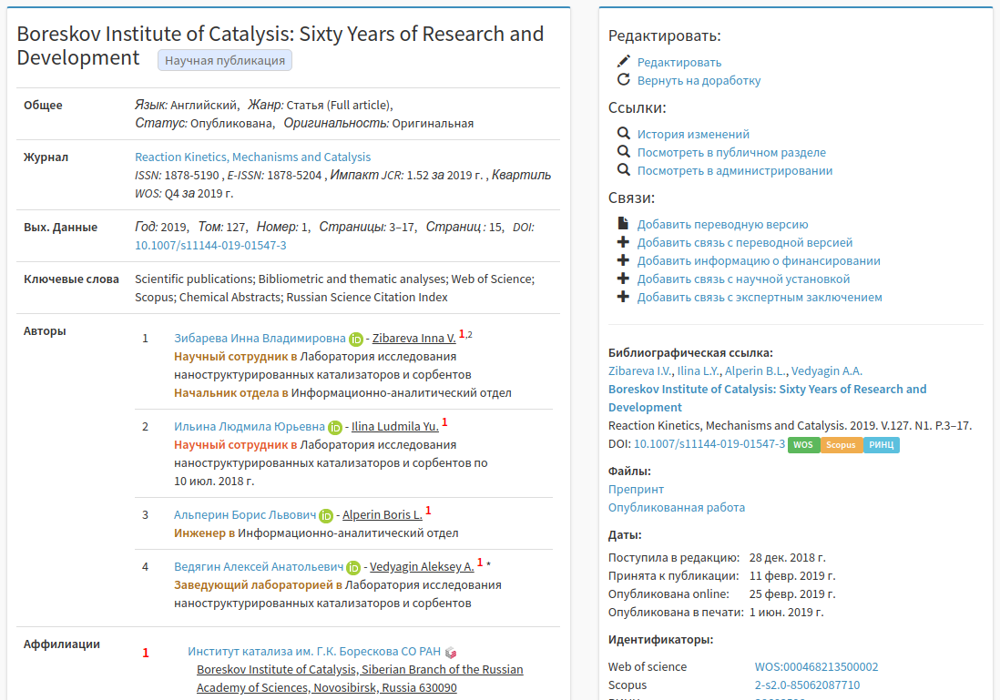 Boreskov Institute of Catalysis: Sixty Years of Research and
Development Научная публикация
Общее
Язык: Английский, Жанр: Статья (Full article),
Статус: Опубликована, Оригинальность: Оригинальная
Журнал
Reaction Kinetics, Mechanisms and Catalysis
ISSN: 1878-5190 , E-ISSN: 1878-5204 , Импакт JCR: 1.52 за 2019 г. , Квартиль
WOS: Q4 за 2019 г.
Вых. Данные
Год: 2019, Том: 127, Номер: 1, Страницы: 3–17, Страниц : 15, DOI:
10.1007/s11144-019-01547-3
Ключевые слова
Scientific publications; Bibliometric and thematic analyses; Web of Science;
Scopus; Chemical Abstracts; Russian Science Citation Index
Авторы
1 Зибарева Инна Владимировна iD - Zibareva Inna V. 1,2
Научный сотрудник в Лаборатория исследования
наноструктурированных катализаторов и сорбентов
Начальник отдела в Информационно-аналитический отдел
2 Ильина Людмила Юрьевна iD - Ilina Ludmila Yu. 1
Научный сотрудник в Лаборатория исследования
наноструктурированных катализаторов и сорбентов по
10 июл. 2018 г.
3 Альперин Борис Львович iD - Alperin Boris L. 1
Инженер в Информационно-аналитический отдел
4 Ведягин Алексей Анатольевич iD - Vedyagin Aleksey A. 1 *
Заведующий лабораторией в Лаборатория исследования
наноструктурированных катализаторов и сорбентов
Аффилиации
1 Институт катализа им. Г.К. Борескова СО РАН
Boreskov Institute of Catalysis, Siberian Branch of the Russian
Academy of Sciences, Novosibirsk, Russia 630090
Редактировать:
Редактировать
Вернуть на доработку
Ссылки:
История изменений
Посмотреть в публичном разделе
Посмотреть в администрировании
Связи:
Добавить переводную версию
Добавить связь с переводной версией
Добавить информацию о финансировании
Добавить связь с научной установкой
Добавить связь с экспертным заключением
Библиографическая ссылка:
Zibareva I.V., Ilina L.Y., Alperin B.L., Vedyagin A.A.
Boreskov Institute of Catalysis: Sixty Years of Research and
Development
Reaction Kinetics, Mechanisms and Catalysis. 2019. V.127. N1. P.3–17.
DOI: 10.1007/s11144-019-01547-3 WOS Scopus РИНЦ
Файлы:
Препринт
Опубликованная работа
Даты:
Поступила в редакцию: 28 дек. 2018 г.
Принята к публикации: 11 февр. 2019 г.
Опубликована online: 25 февр. 2019 г.
Опубликована в печати: 1 июн. 2019 г.
Идентификаторы:
Web of science WOS:000468213500002
Scopus 2-s2.0-85062087710